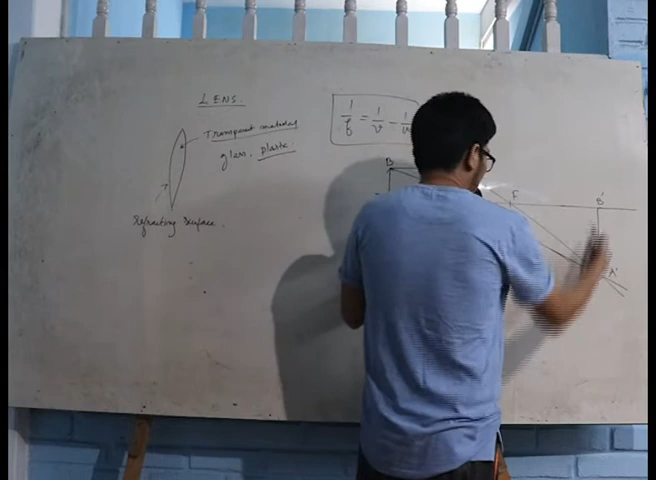 LENS
Transparent material
glass, plastic
Refracting surface.
1/f = 1/v - 1/u
B
F
B'
A'